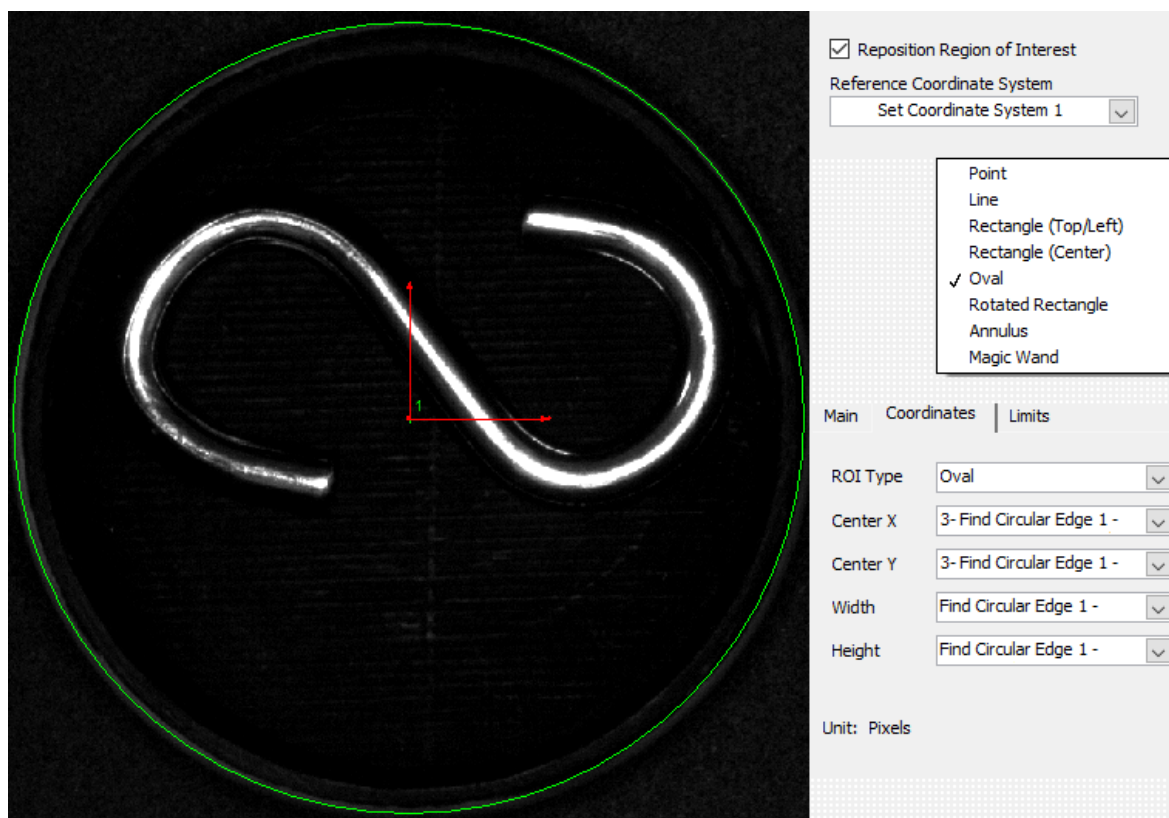 Reposition Region of Interest
Reference Coordinate System
Set Coordinate System 1
Point
Line
Rectangle (Top/Left)
Rectangle (Center)
Oval
Rotated Rectangle
Annulus
Magic Wand
1
Main Coordinates Limits
ROI Type Oval
Center X 3- Find Circular Edge 1 -
Center Y 3- Find Circular Edge 1 -
Width Find Circular Edge 1 -
Height Find Circular Edge 1 -
Unit: Pixels